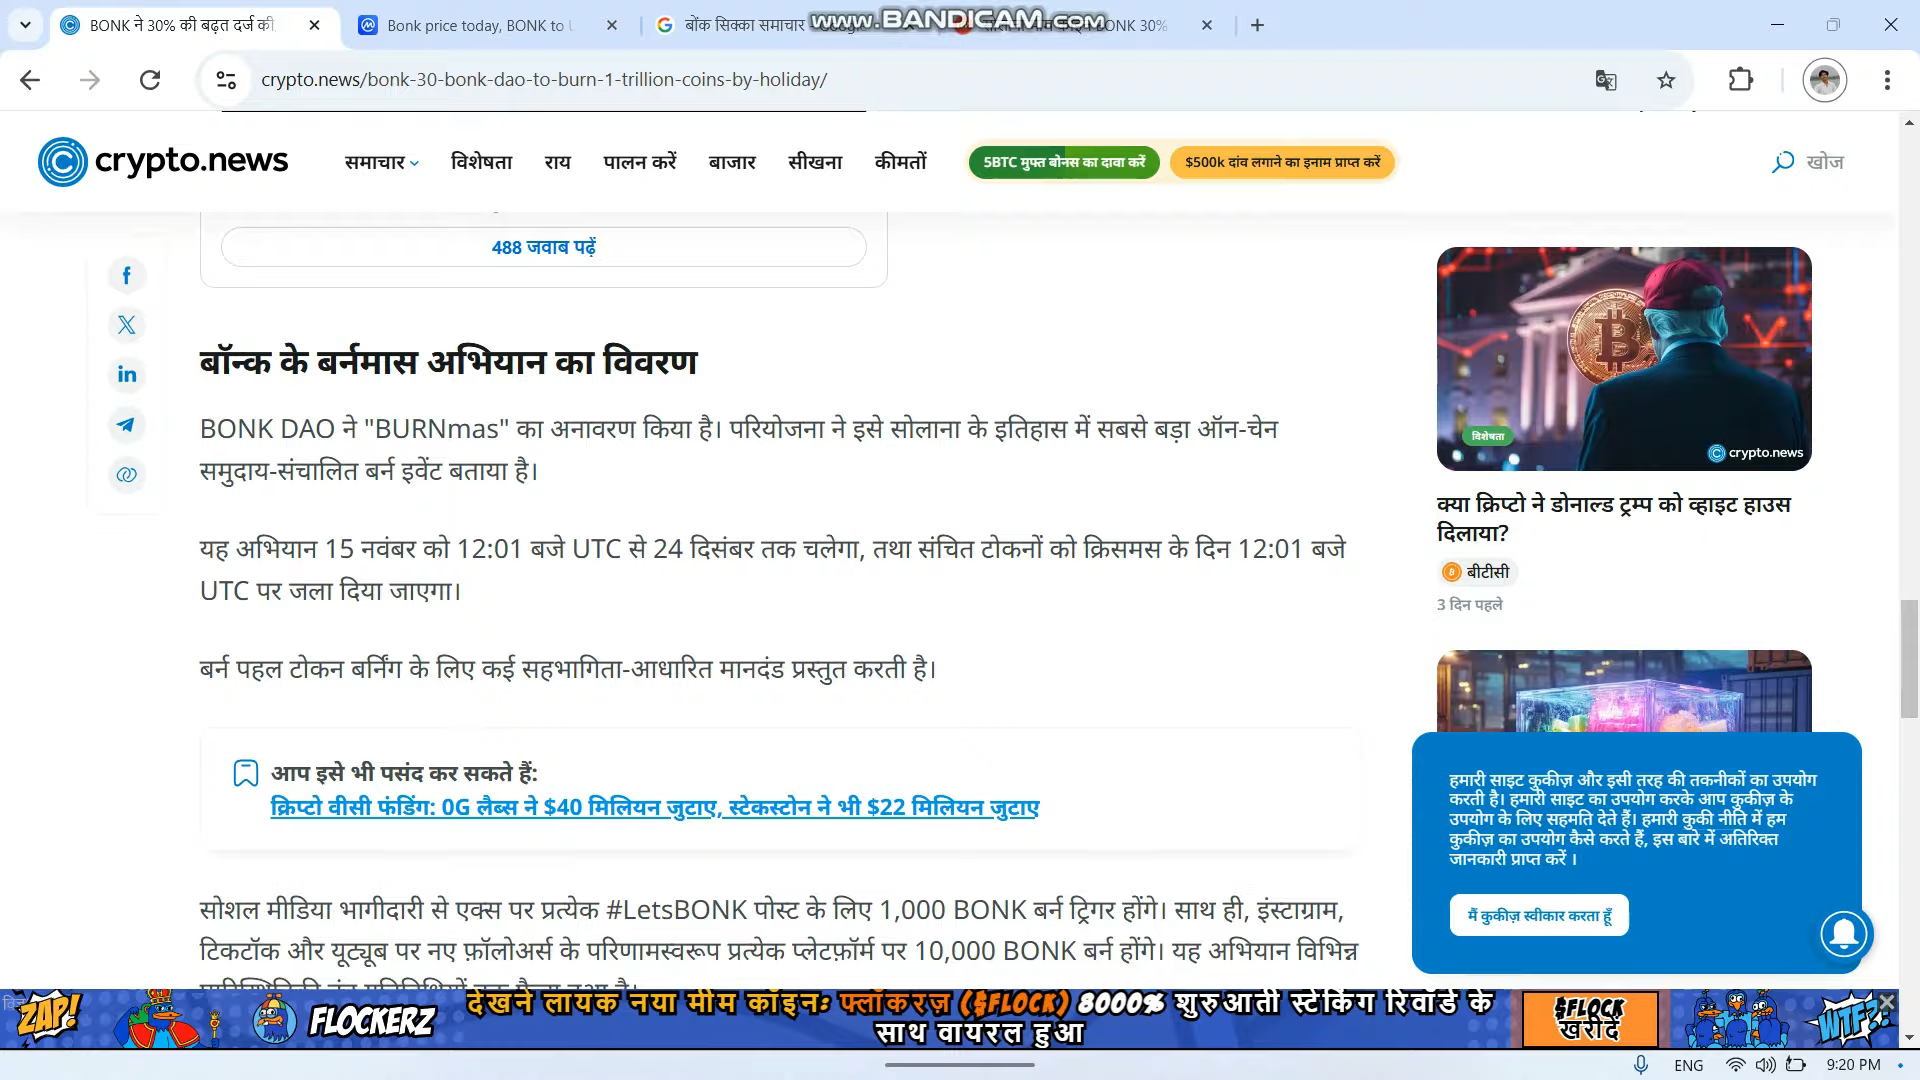 BONK ने 30% की बढ़त दर्ज की
Bonk price today, BONK to U
बोंक सिक्का समाचार
BONK 30%
www.BANDICAM.com
crypto.news/bonk-30-bonk-dao-to-burn-1-trillion-coins-by-holiday/
crypto.news
समाचार
विशेषता
राय
पालन करें
बाजार
सीखना
कीमतों
5BTC मुफ्त बोनस का दावा करें
$500k दांव लगाने का इनाम प्राप्त करें
खोज
488 जवाब पढ़ें
बॉन्क के बर्नमास अभियान का विवरण
BONK DAO ने "BURNmas" का अनावरण किया है। परियोजना ने इसे सोलाना के इतिहास में सबसे बड़ा ऑन-चेन
समुदाय-संचालित बर्न इवेंट बताया है।
यह अभियान 15 नवंबर को 12:01 बजे UTC से 24 दिसंबर तक चलेगा, तथा संचित टोकनों को क्रिसमस के दिन 12:01 बजे
UTC पर जला दिया जाएगा।
बर्न पहल टोकन बर्निंग के लिए कई सहभागिता-आधारित मानदंड प्रस्तुत करती है।
आप इसे भी पसंद कर सकते हैं:
क्रिप्टो वीसी फंडिंग: 0G लैब्स ने $40 मिलियन जुटाए, स्टेकस्टोन ने भी $22 मिलियन जुटाए
सोशल मीडिया भागीदारी से एक्स पर प्रत्येक #LetsBONK पोस्ट के लिए 1,000 BONK बर्न ट्रिगर होंगे। साथ ही, इंस्टाग्राम,
टिकटॉक और यूट्यूब पर नए फ़ॉलोअर्स के परिणामस्वरूप प्रत्येक प्लेटफ़ॉर्म पर 10,000 BONK बर्न होंगे। यह अभियान विभिन्न
विशेषता
crypto.news
क्या क्रिप्टो ने डोनाल्ड ट्रम्प को व्हाइट हाउस
दिलाया?
बीटीसी
3 दिन पहले
हमारी साइट कुकीज़ और इसी तरह की तकनीकों का उपयोग
करती है। हमारी साइट का उपयोग करके आप कुकीज़ के
उपयोग के लिए सहमति देते हैं। हमारी कुकी नीति में हम
कुकीज़ का उपयोग कैसे करते हैं, इस बारे में अतिरिक्त
जानकारी प्राप्त करें ।
मैं कुकीज़ स्वीकार करता हूँ
ZAP!
FLOCKERZ
देखने लायक नया मीम कॉइन: फ्लॉकरज़ ($FLOCK) 8000% शुरुआती स्टेकिंग रिवॉर्ड के
साथ वायरल हुआ
$FLOCK
खरीदें
WTF?!
ENG
9:20 PM